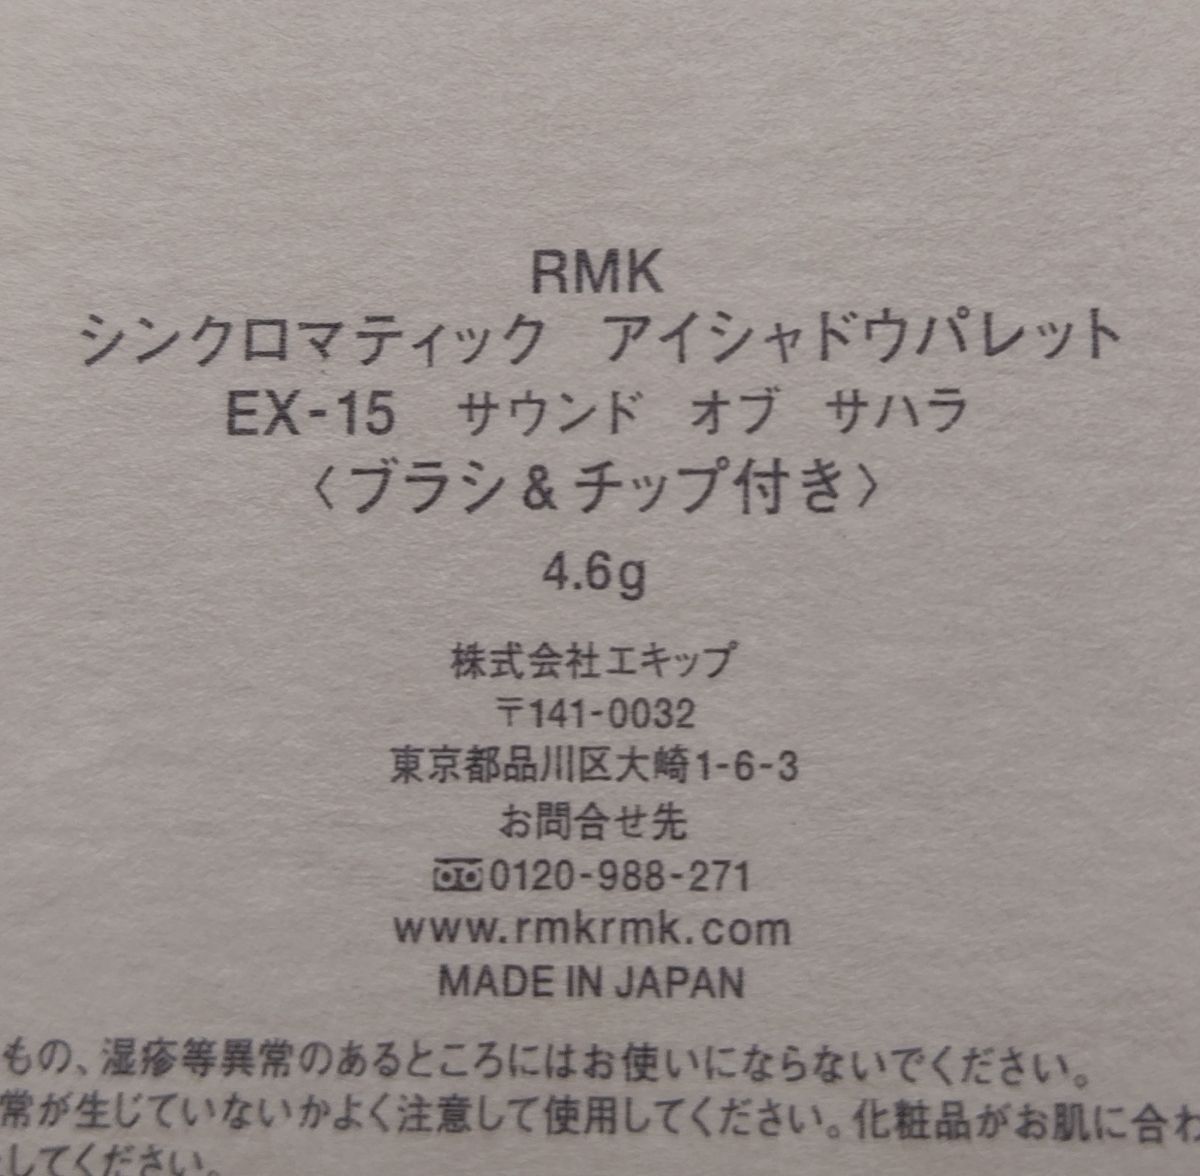 RMK
シンクロマティック アイシャドウパレット
EX-15 サウンド オブ サハラ
〈ブラシ&チップ付き〉
4.6g
株式会社エキップ
〒141-0032
東京都品川区大崎1-6-3
お問合せ先
0120-988-271
www.rmkrmk.com
MADE IN JAPAN
もの、湿疹等異常のあるところにはお使いにならないでください。
常が生じていないかよく注意して使用してください。化粧品がお肌に合わ
してください。